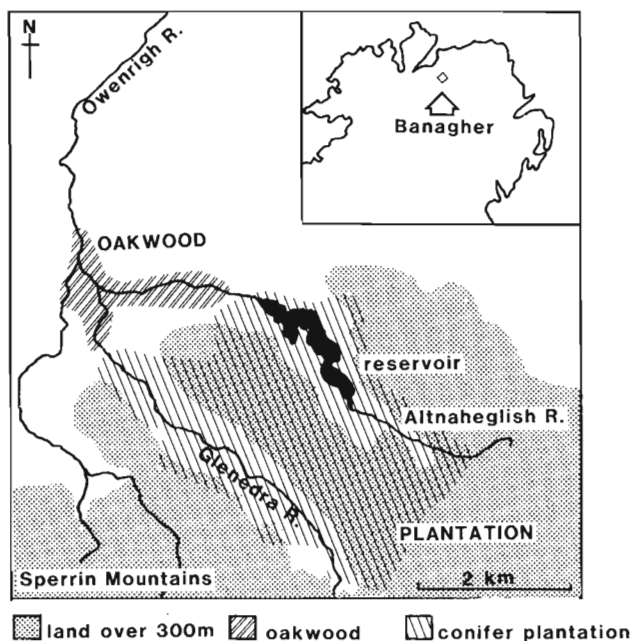 N
Owenrigh R.
Banagher
OAKWOOD
reservoir
Altnaheglish R.
Glenedra R.
PLANTATION
Sperrin Mountains
2 km
land over 300m
oakwood
conifer plantation